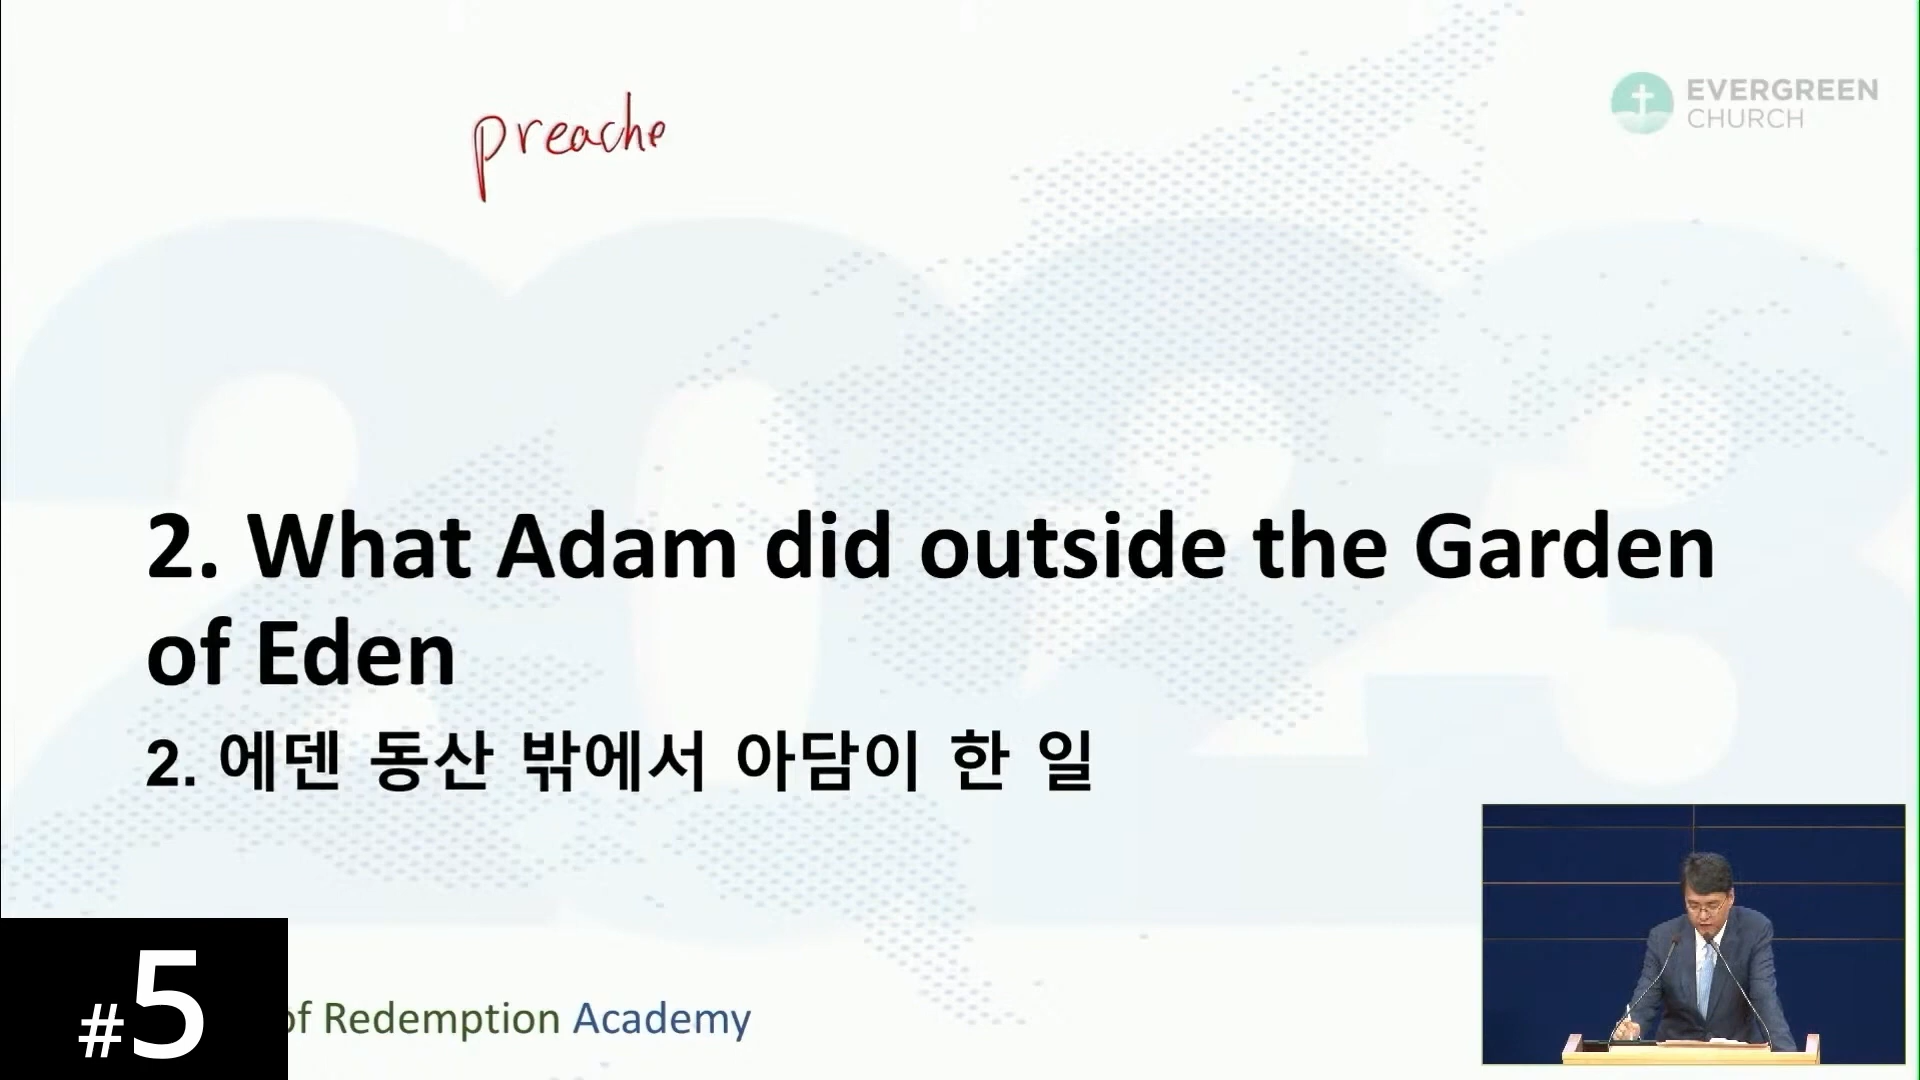 preache
EVERGREEN
CHURCH
2. What Adam did outside the Garden
of Eden
2. 에덴 동산 밖에서 아담이 한 일
#5
of Redemption Academy